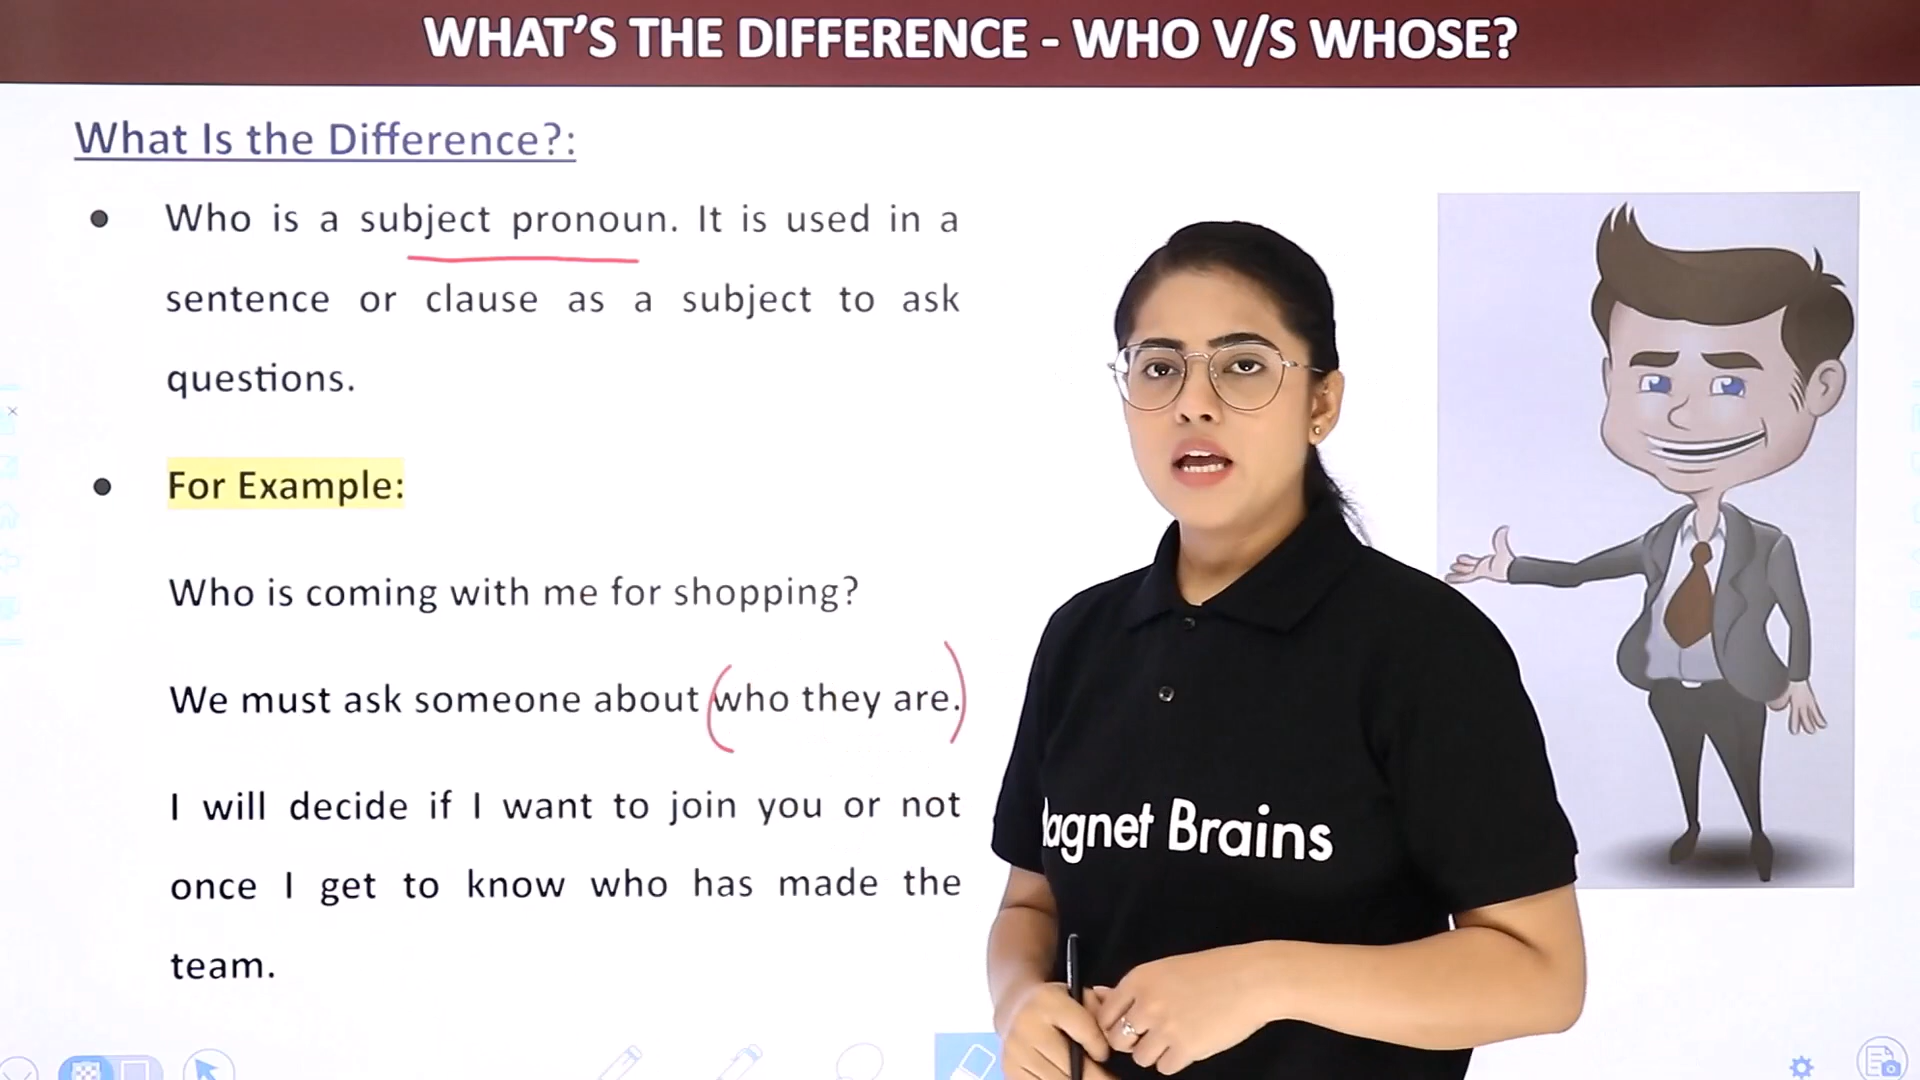 WHAT'S THE DIFFERENCE - WHO V/S WHOSE?
What Is the Difference?:
Who is a subject pronoun. It is used in a
sentence or clause as a subject to ask
questions.
For Example:
Who is coming with me for shopping?
We must ask someone about (who they are.)
I will decide if I want to join you or not
once I get to know who has made the
team.
agnet Brains